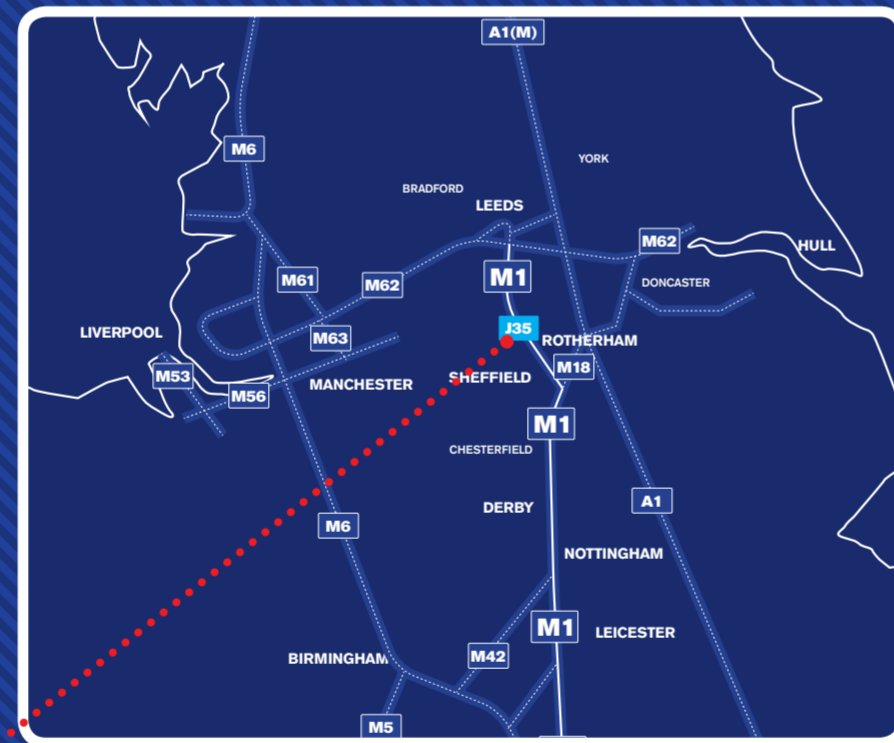 A1(M)
M6
YORK
BRADFORD
LEEDS
M62
HULL
M61
M62
M1
DONCASTER
LIVERPOOL
M63
J35
ROTHERHAM
M53
M56
MANCHESTER
SHEFFIELD
M18
M1
CHESTERFIELD
DERBY
A1
M6
NOTTINGHAM
M1
LEICESTER
BIRMINGHAM
M42
M5